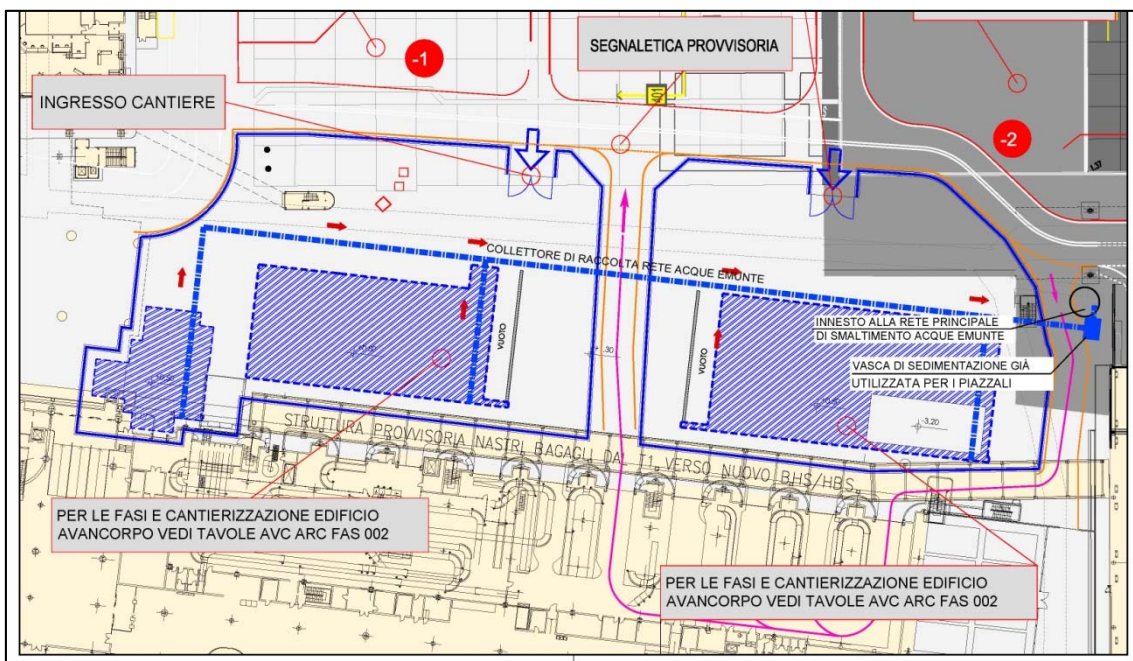 SEGNALETICA PROVVISORIA
-1
401
INGRESSO CANTIERE
-2
COLLETTORE DI RACCOLTA RETE ACQUE EMUNTE
INNESTO ALLA RETE PRINCIPALE
DI SMALTIMENTO ACQUE EMUNTE
VUOTO
VUOTO
VASCA DI SEDIMENTAZIONE GIÀ
UTILIZZATA PER I PIAZZALI
-3.20
STRUTTURA PROVVISORIA NASTRI BAGAGLI DAL T1 VERSO NUOVO BHS/HBS
PER LE FASI E CANTIERIZZAZIONE EDIFICIO
AVANCORPO VEDI TAVOLE AVC ARC FAS 002
PER LE FASI E CANTIERIZZAZIONE EDIFICIO
AVANCORPO VEDI TAVOLE AVC ARC FAS 002